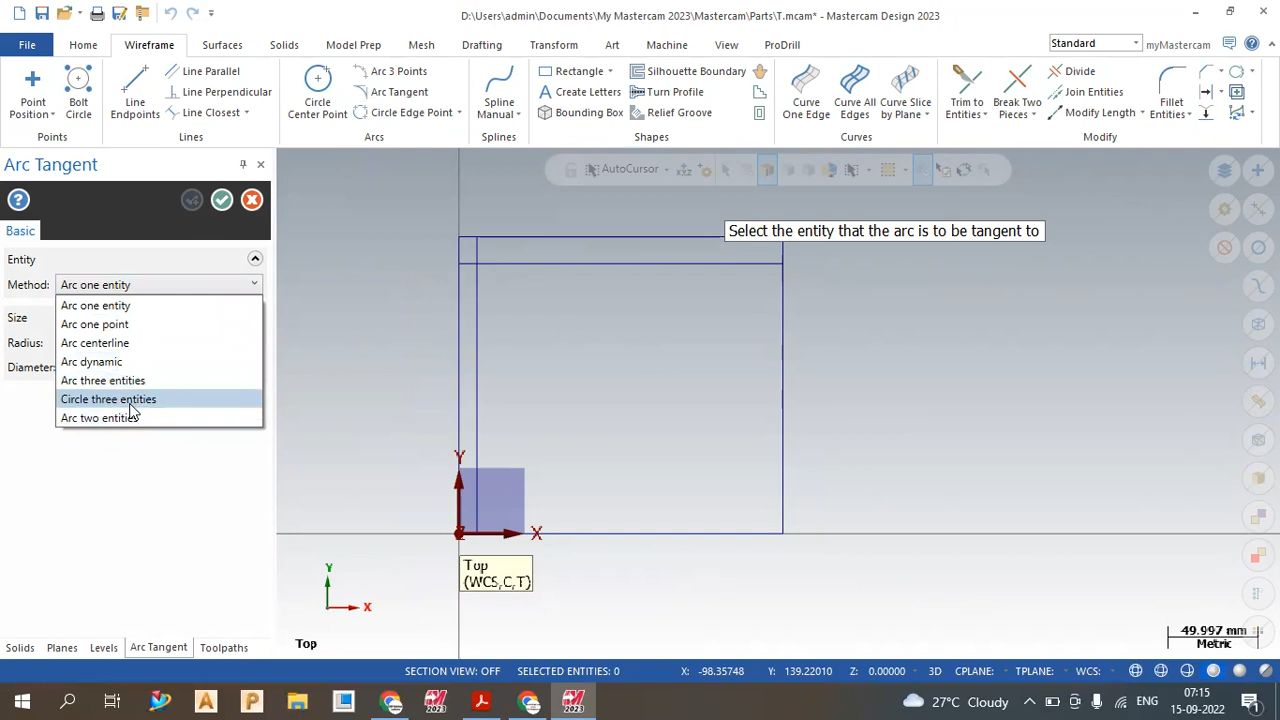 D:\Users\admin\Documents\My Mastercam 2023\Mastercam\Parts\T.mcam* - Mastercam Design 2023
File Home Wireframe Surfaces Solids Model Prep Mesh Drafting Transform Art Machine View ProDrill Standard myMastercam
Point Position
Bolt Circle
Points
Line Endpoints
Line Parallel
Line Perpendicular
Line Closest
Lines
Circle Center Point
Arc 3 Points
Arc Tangent
Circle Edge Point
Arcs
Spline Manual
Splines
Rectangle
Create Letters
Bounding Box
Silhouette Boundary
Turn Profile
Relief Groove
Shapes
Curve One Edge
Curve All Edges
Curve Slice by Plane
Curves
Trim to Entities
Break Two Pieces
Divide
Join Entities
Modify Length
Fillet Entities
Modify
Arc Tangent
Basic
Entity
Method: Arc one entity
Arc one entity
Size
Arc one point
Radius:
Arc centerline
Arc dynamic
Diameter:
Arc three entities
Circle three entities
Arc two entities
AutoCursor
Select the entity that the arc is to be tangent to
Y
X
Z
Top
(WCS,C,T)
Y
X
Top
49.997 mm
Metric
Solids Planes Levels Arc Tangent Toolpaths
SECTION VIEW: OFF SELECTED ENTITIES: 0 X: -98.35748 Y: 139.22010 Z: 0.00000 3D CPLANE: TPLANE: WCS:
27°C Cloudy ENG
07:15
15-09-2022
2021
2023
1